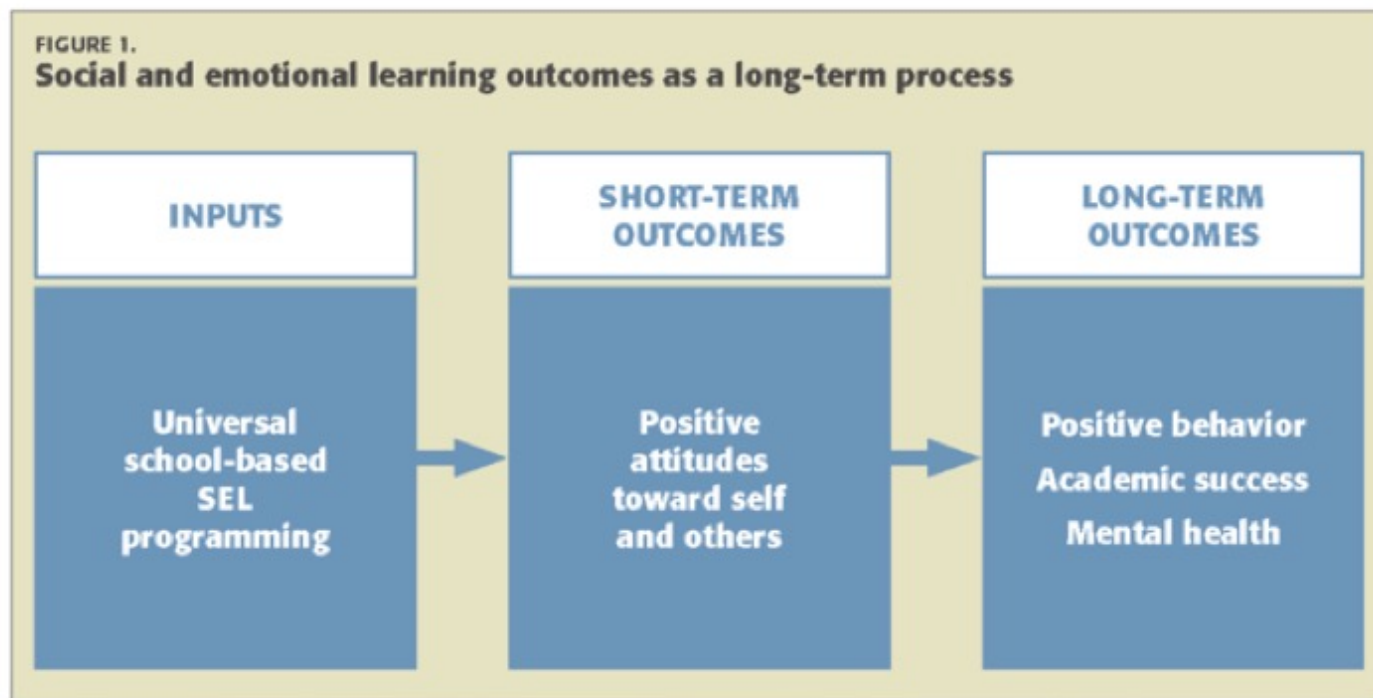 FIGURE 1.
Social and emotional learning outcomes as a long-term process
INPUTS
Universal
school-based
SEL
programming
SHORT-TERM
OUTCOMES
Positive
attitudes
toward self
and others
LONG-TERM
OUTCOMES
Positive behavior
Academic success
Mental health